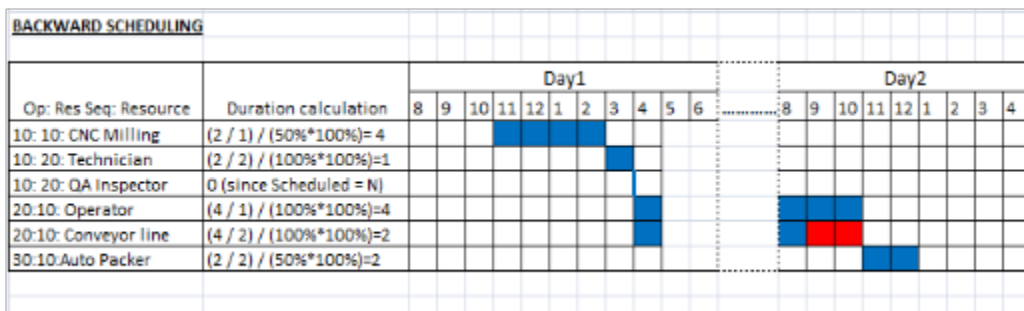 BACKWARD SCHEDULING
Day1 Day2
Op: Res Seq: Resource Duration calculation 8 9 10 11 12 1 2 3 4 5 6 ............. 8 9 10 11 12 1 2 3 4
10: 10: CNC Milling (2 / 1) / (50%*100%)= 4
10: 20: Technician (2 / 2) / (100%*100%)=1
10: 20: QA Inspector 0 (since Scheduled = N)
20:10: Operator (4 / 1) / (100%*100%)=4
20:10: Conveyor line (4 / 2) / (100%*100%)=2
30:10:Auto Packer (2 / 2) / (50%*100%)=2